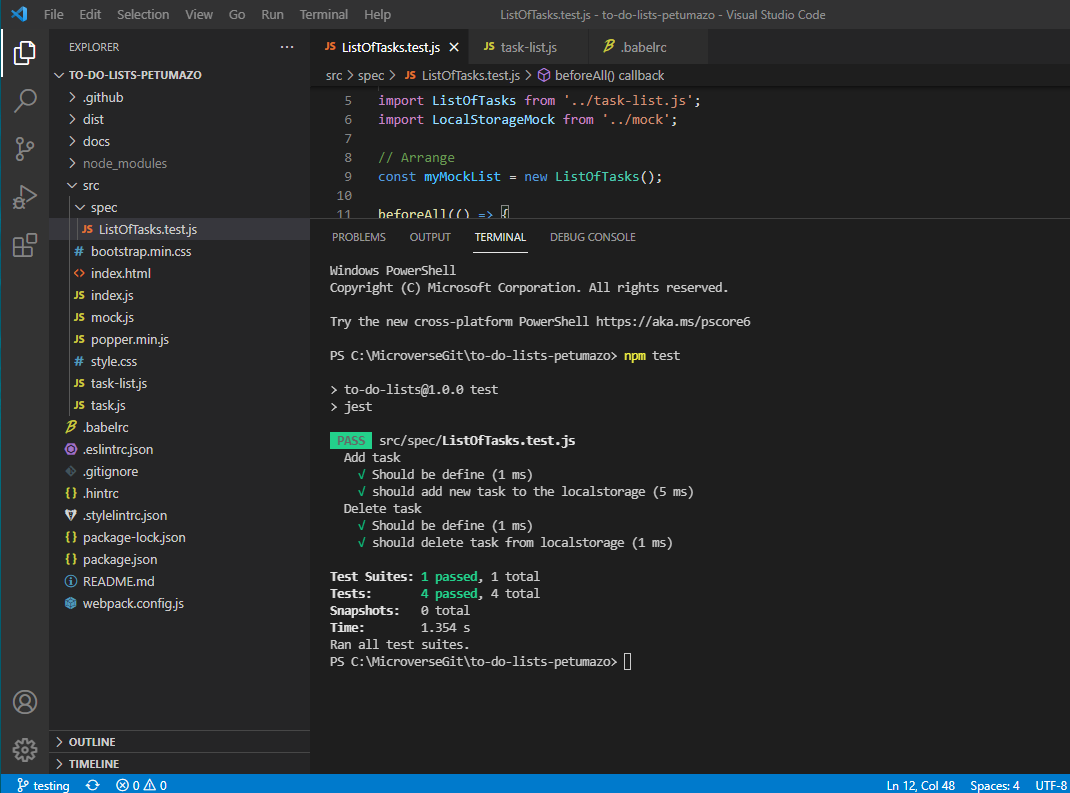 File Edit Selection View Go Run Terminal Help ListOfTasks.test.js - to-do-lists-petumazo - Visual Studio Code
EXPLORER ...
JS ListOfTasks.test.js × JS task-list.js .babelrc
TO-DO-LISTS-PETUMAZO
.github
dist
docs
node_modules
src
spec
JS ListOfTasks.test.js
# bootstrap.min.css
<> index.html
JS index.js
JS mock.js
JS popper.min.js
# style.css
JS task-list.js
JS task.js
.babelrc
.eslintrc.json
.gitignore
{} .hintrc
.stylelintrc.json
{} package-lock.json
{} package.json
README.md
webpack.config.js
OUTLINE
TIMELINE
src > spec > JS ListOfTasks.test.js > beforeAll() callback
5 import ListOfTasks from '../task-list.js';
6 import LocalStorageMock from '../mock';
7
8 // Arrange
9 const myMockList = new ListOfTasks();
10
11 beforeAll(() => {
PROBLEMS OUTPUT TERMINAL DEBUG CONSOLE
Windows PowerShell
Copyright (C) Microsoft Corporation. All rights reserved.
Try the new cross-platform PowerShell https://aka.ms/pscore6
PS C:\MicroverseGit\to-do-lists-petumazo> npm test
> to-do-lists@1.0.0 test
> jest
PASS src/spec/ListOfTasks.test.js
Add task
√ Should be define (1 ms)
√ should add new task to the localstorage (5 ms)
Delete task
√ Should be define (1 ms)
√ should delete task from localstorage (1 ms)
Test Suites: 1 passed, 1 total
Tests: 4 passed, 4 total
Snapshots: 0 total
Time: 1.354 s
Ran all test suites.
PS C:\MicroverseGit\to-do-lists-petumazo>
testing 0 0 Ln 12, Col 48 Spaces: 4 UTF-8